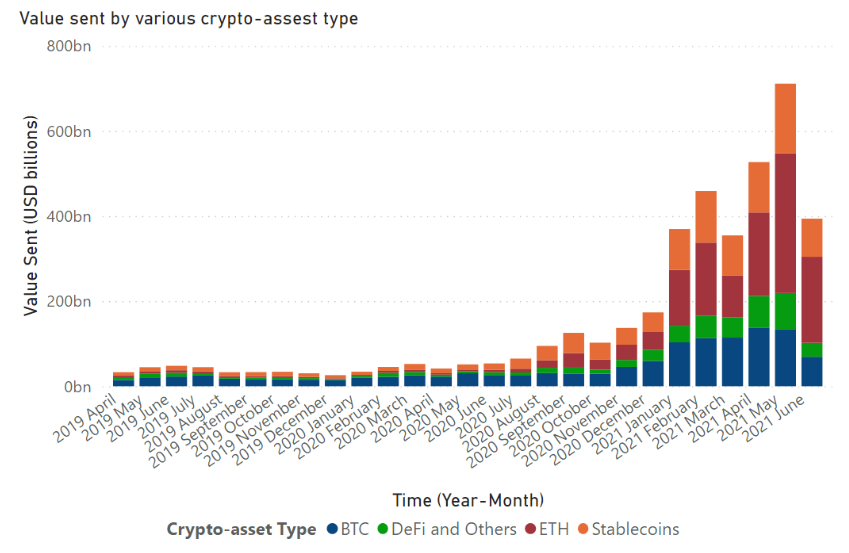 Value sent by various crypto-assest type
800bn
600bn
400bn
200bn
0bn
Value Sent (USD billions)
2019 April
2019 May
2019 June
2019 July
2019 August
2019 September
2019 October
2019 November
2019 December
2020 January
2020 February
2020 March
2020 April
2020 May
2020 June
2020 July
2020 August
2020 September
2020 October
2020 November
2020 December
2021 January
2021 February
2021 March
2021 April
2021 May
2021 June
Time (Year-Month)
Crypto-asset Type BTC DeFi and Others ETH Stablecoins